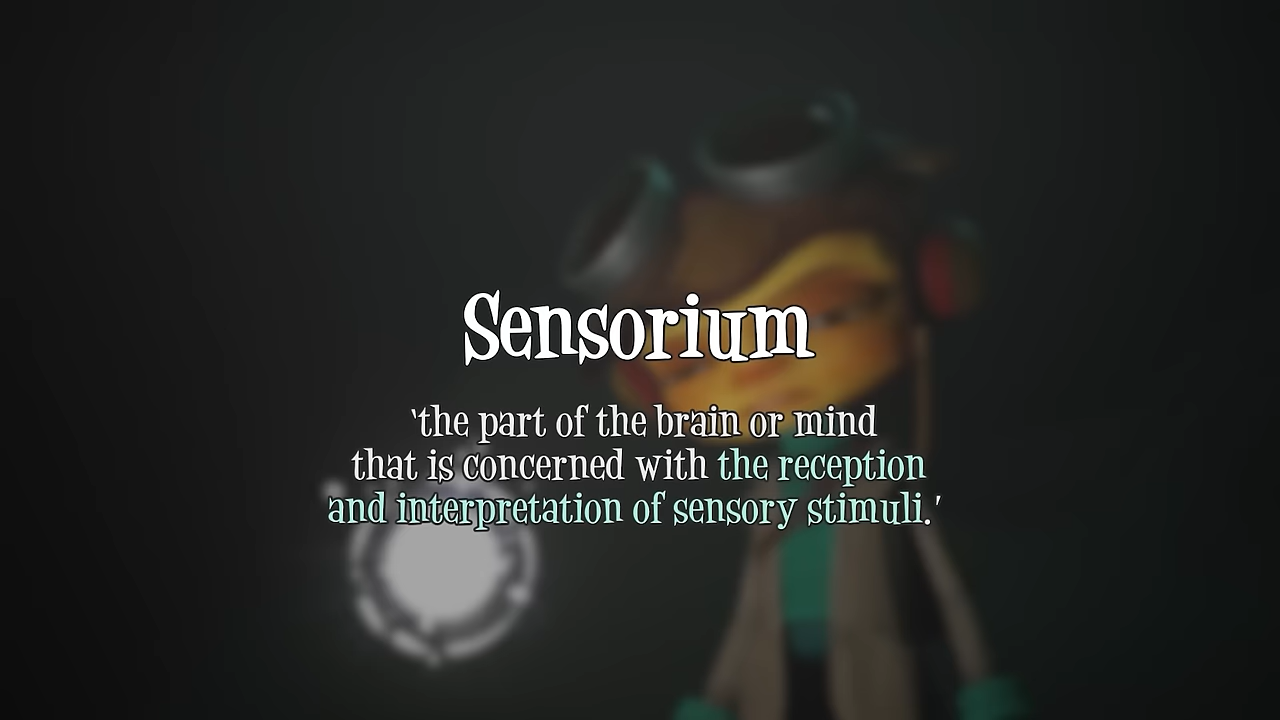 Sensorium
'the part of the brain or mind
that is concerned with the reception
and interpretation of sensory stimuli.'